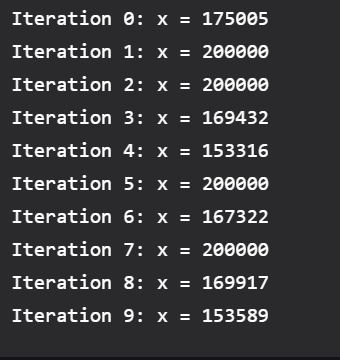 Iteration 0: x = 175005
Iteration 1: x = 200000
Iteration 2: x = 200000
Iteration 3: x = 169432
Iteration 4: x = 153316
Iteration 5: x = 200000
Iteration 6: x = 167322
Iteration 7: x = 200000
Iteration 8: x = 169917
Iteration 9: x = 153589